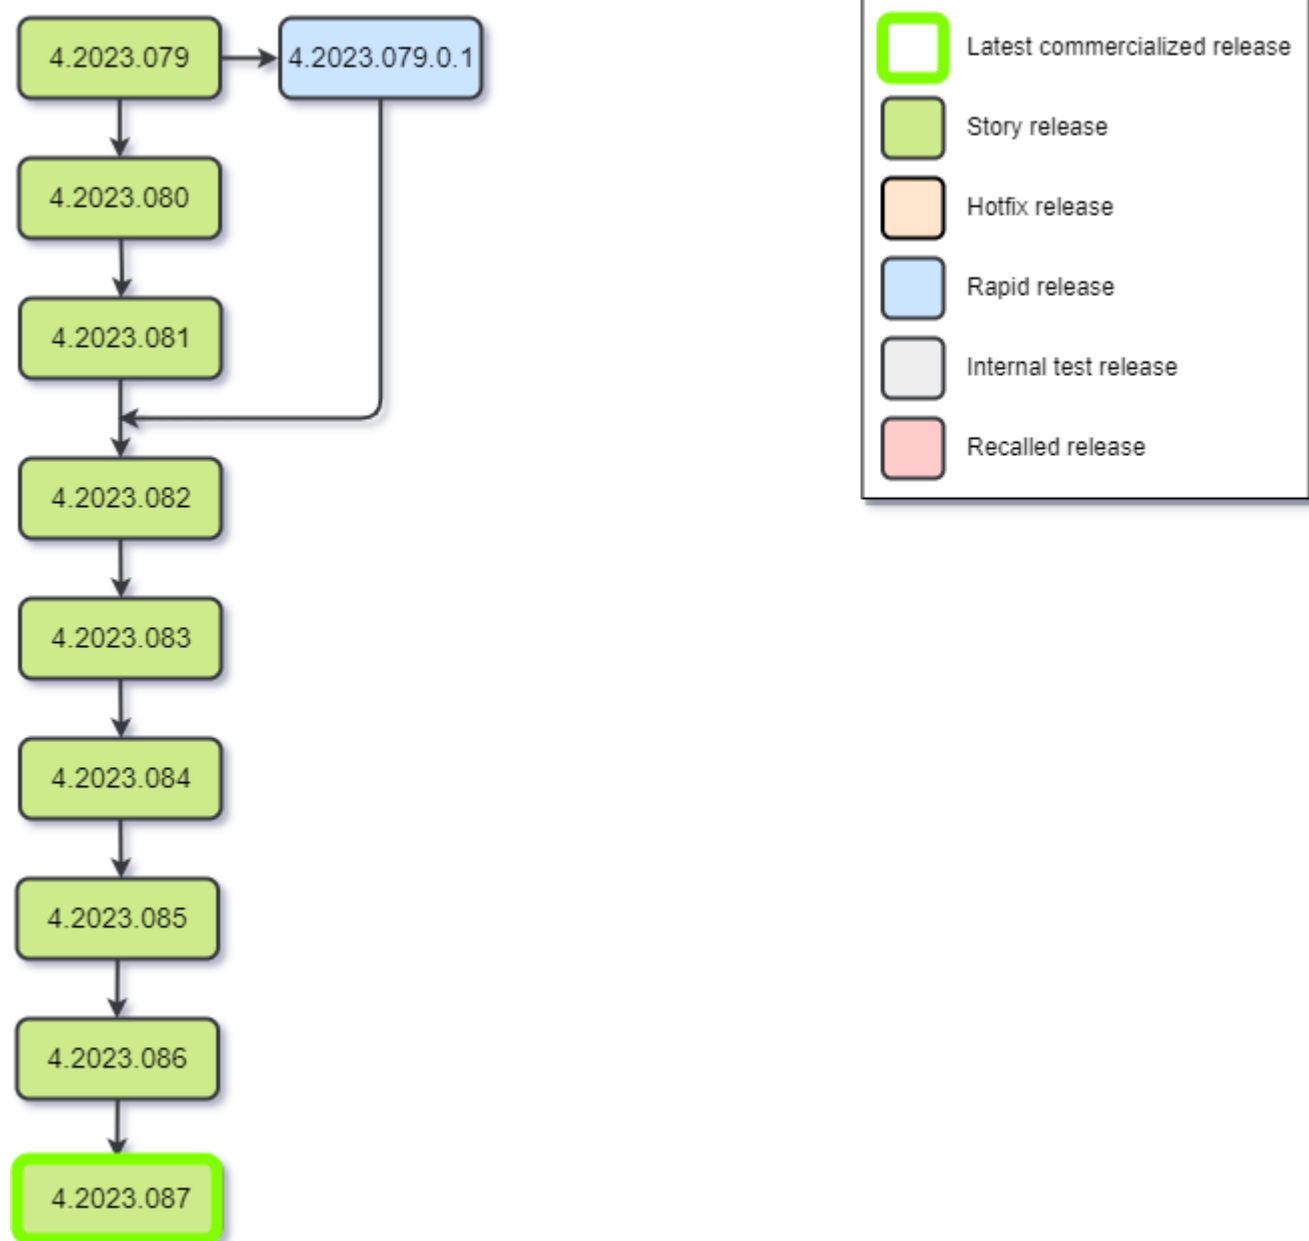 4.2023.079
4.2023.079.0.1
4.2023.080
4.2023.081
4.2023.082
4.2023.083
4.2023.084
4.2023.085
4.2023.086
4.2023.087
Latest commercialized release
Story release
Hotfix release
Rapid release
Internal test release
Recalled release